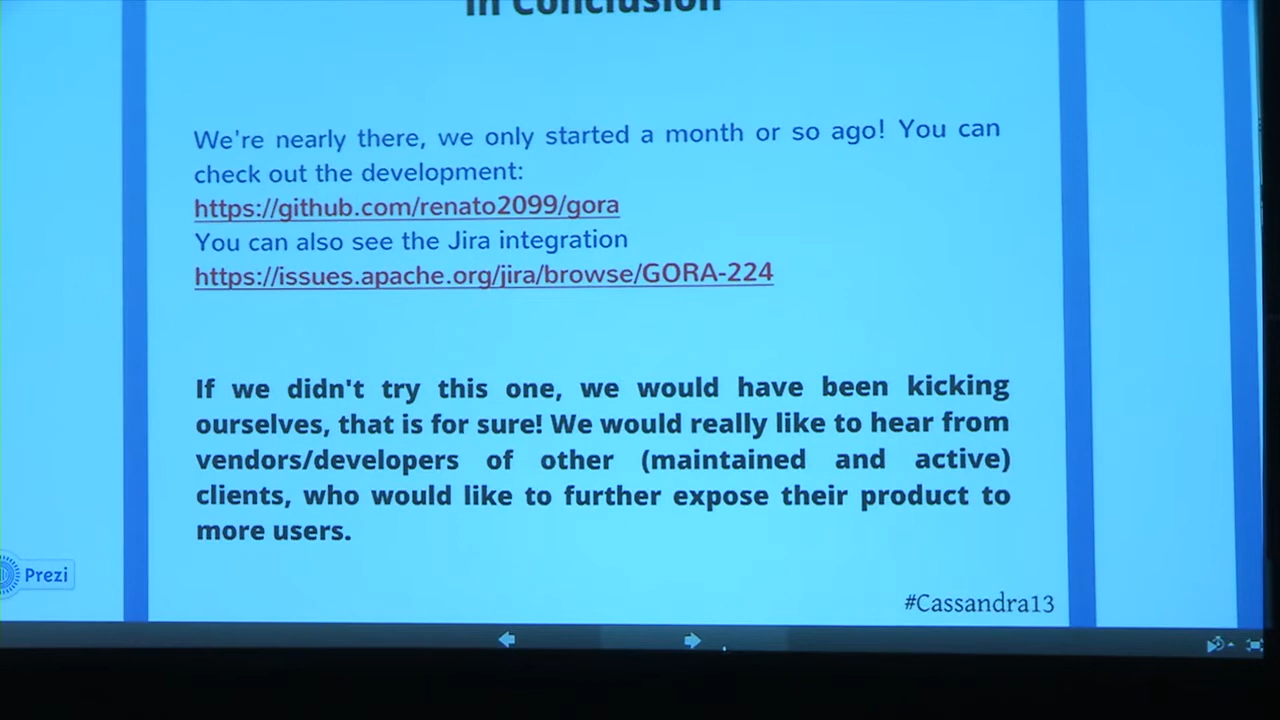 In Conclusion
We're nearly there, we only started a month or so ago! You can
check out the development:
https://github.com/renato2099/gora
You can also see the Jira integration
https://issues.apache.org/jira/browse/GORA-224
If we didn't try this one, we would have been kicking
ourselves, that is for sure! We would really like to hear from
vendors/developers of other (maintained and active)
clients, who would like to further expose their product to
more users.
Prezi
#Cassandra13